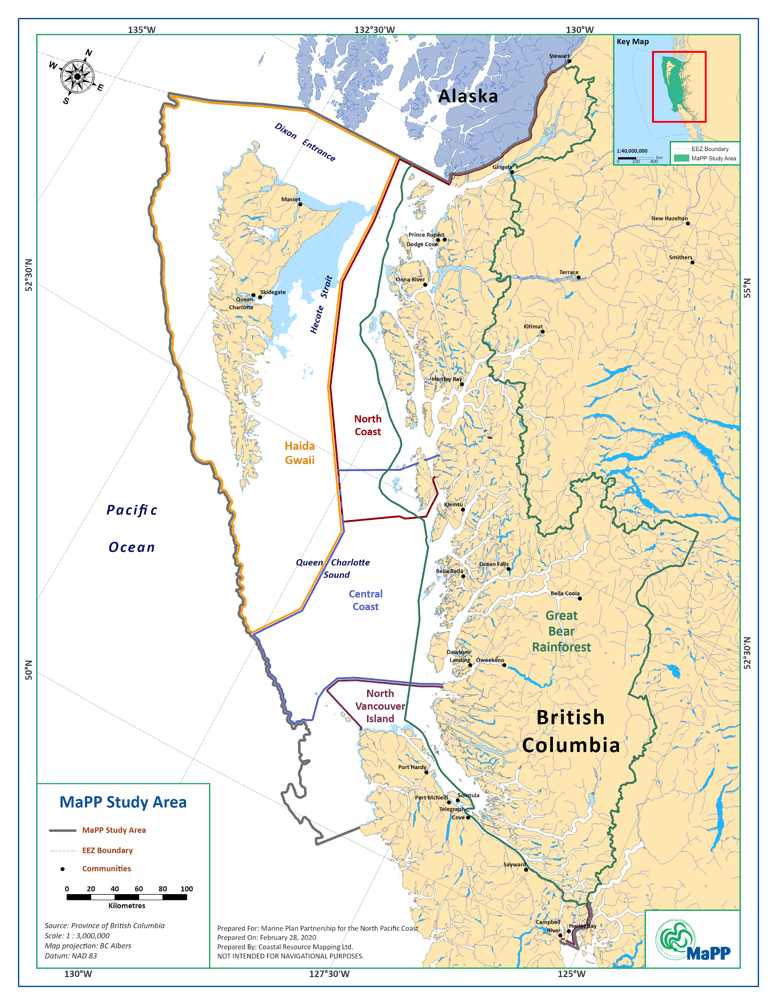 135°W
132°30'W
130°W
N
W
E
S
Key Map
1:40,000,000
0 200 400 Km
EEZ Boundary
MaPP Study Area
Stewart
Alaska
Dixon Entrance
Gingolx
Masset
New Hazelton
Prince Rupert
Dodge Cove
Smithers
52°30'N
55°N
Terrace
Oona River
Skidegate
Queen
Charlotte
Hecate Strait
Kitimat
Hartley Bay
North
Coast
Haida
Gwaii
Klemtu
Pacific
Ocean
Queen Charlotte
Sound
Ocean Falls
Bella Bella
Central
Coast
Bella Coola
Great
Bear
Rainforest
50°N
52°30'N
Dawsons
Landing
Oweekeno
North
Vancouver
Island
British
Columbia
Port Hardy
Port McNeill
Sointula
Telegraph
Cove
Sayward
Campbell
River
Heriot Bay
MaPP Study Area
MaPP Study Area
EEZ Boundary
Communities
0 20 40 60 80 100
Kilometres
Source: Province of British Columbia
Scale: 1 : 3,000,000
Map projection: BC Albers
Datum: NAD 83
Prepared For: Marine Plan Partnership for the North Pacific Coast
Prepared On: February 28, 2020
Prepared By: Coastal Resource Mapping Ltd.
NOT INTENDED FOR NAVIGATIONAL PURPOSES.
MaPP
130°W
127°30'W
125°W